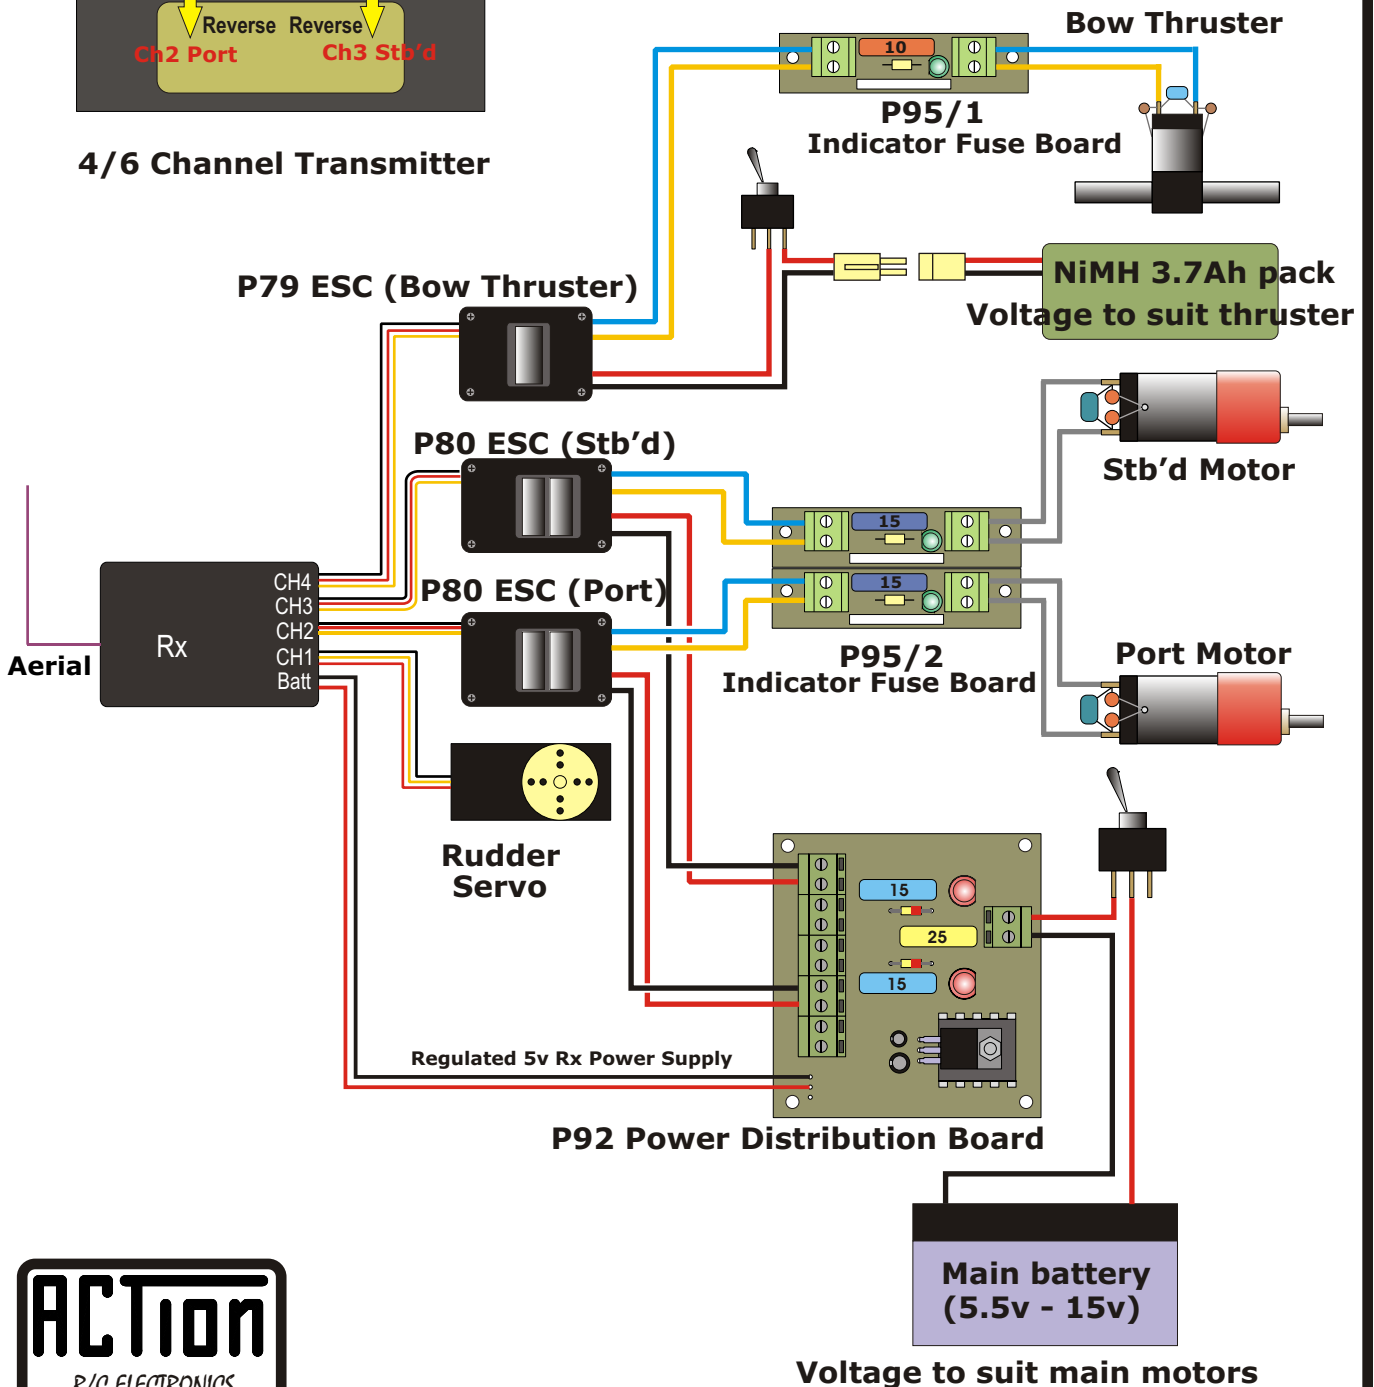 Reverse Reverse
Ch2 Port Ch3 Stb'd
4/6 Channel Transmitter
Bow Thruster
10
P95/1
Indicator Fuse Board
P79 ESC (Bow Thruster)
NiMH 3.7Ah pack
Voltage to suit thruster
P80 ESC (Stb'd)
Stb'd Motor
15
P80 ESC (Port)
15
P95/2
Indicator Fuse Board
Port Motor
CH4
CH3
CH2
CH1
Batt
Rx
Aerial
Rudder
Servo
15
25
15
Regulated 5v Rx Power Supply
P92 Power Distribution Board
Main battery
(5.5v - 15v)
Voltage to suit main motors
ACTion
R/C ELECTRONICS